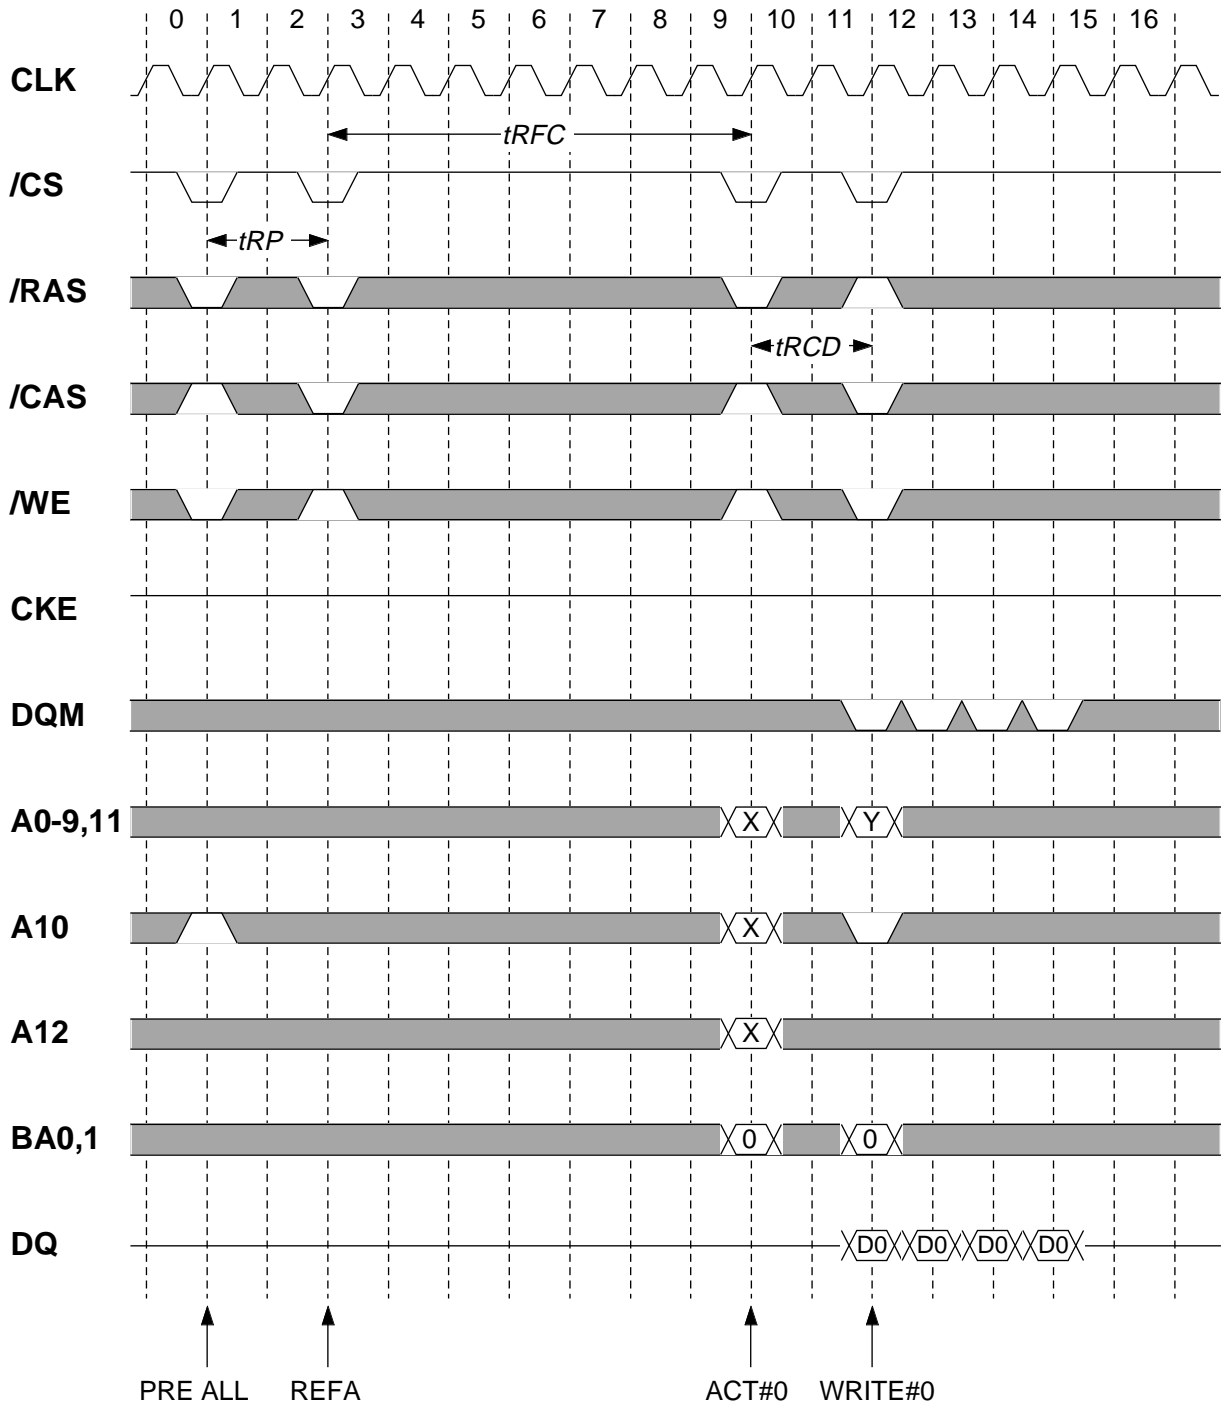 0 1 2 3 4 5 6 7 8 9 10 11 12 13 14 15 16
CLK
tRFC
/CS
tRP
/RAS
tRCD
/CAS
/WE
CKE
DQM
A0-9,11 X Y
A10 X
A12 X
BA0,1 0 0
DQ D0 D0 D0 D0
PRE ALL REFA ACT#0 WRITE#0